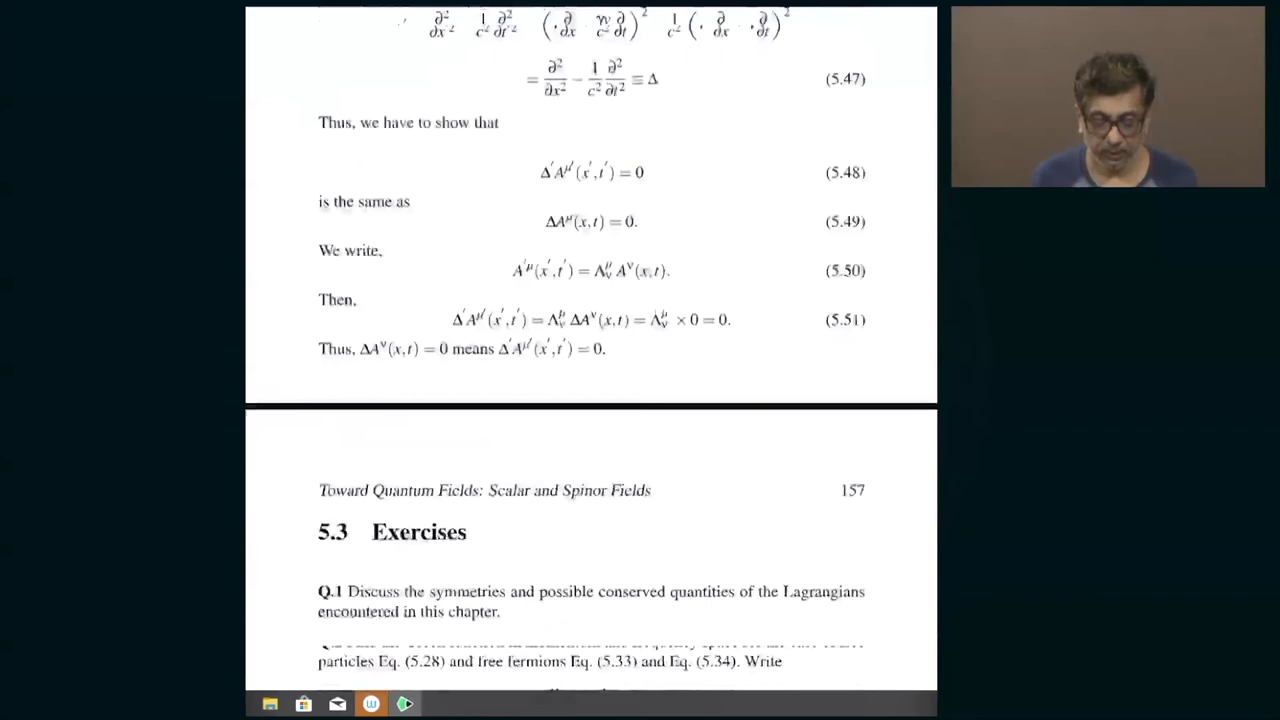 = ∂²/∂x² − 1/c² ∂²/∂t² ≡ Δ (5.47)
Thus, we have to show that
Δ′A^μ′(x′,t′) = 0 (5.48)
is the same as
ΔA^μ(x,t) = 0. (5.49)
We write,
A′^μ(x′,t′) = Λ^μ_ν A^ν(x,t). (5.50)
Then,
Δ′A^μ′(x′,t′) = Λ^μ_ν ΔA^ν(x,t) = Λ^μ_ν × 0 = 0. (5.51)
Thus, ΔA^ν(x,t) = 0 means Δ′A^μ′(x′,t′) = 0.
Toward Quantum Fields: Scalar and Spinor Fields 157
5.3 Exercises
Q.1 Discuss the symmetries and possible conserved quantities of the Lagrangians
encountered in this chapter.
particles Eq. (5.28) and free fermions Eq. (5.33) and Eq. (5.34). Write